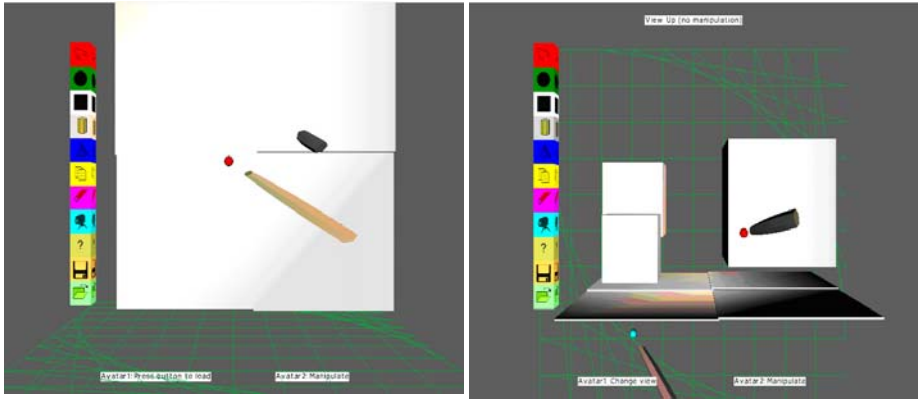 View Up (no manipulation)
?
?
Avatar1: Press button to load
Avatar2: Manipulate
Avatar1: Change view
Avatar2: Manipulate